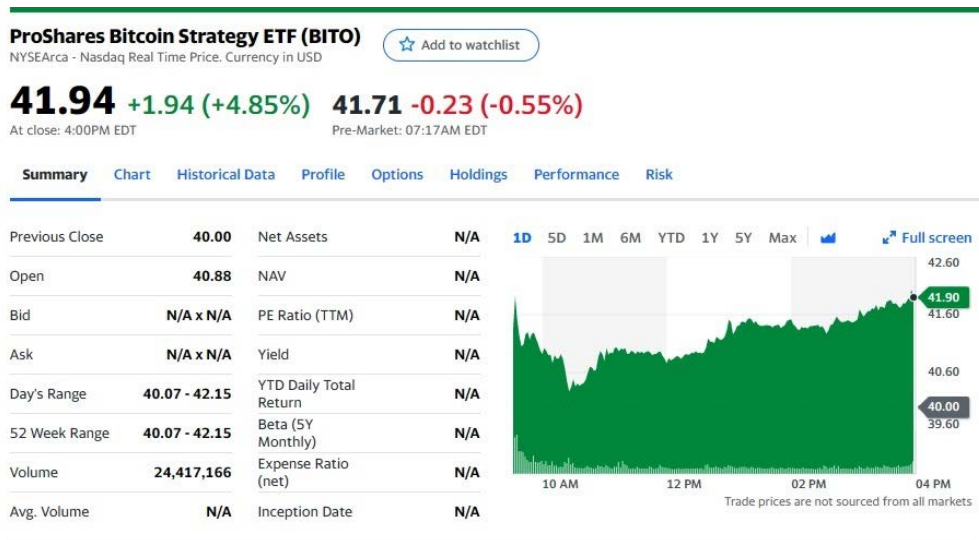 ProShares Bitcoin Strategy ETF (BITO)
Add to watchlist
NYSEArca - Nasdaq Real Time Price. Currency in USD
41.94 +1.94 (+4.85%) 41.71 -0.23 (-0.55%)
At close: 4:00PM EDT Pre-Market: 07:17AM EDT
Summary Chart Historical Data Profile Options Holdings Performance Risk
Previous Close 40.00
Open 40.88
Bid N/A x N/A
Ask N/A x N/A
Day's Range 40.07 - 42.15
52 Week Range 40.07 - 42.15
Volume 24,417,166
Avg. Volume N/A
Net Assets N/A
NAV N/A
PE Ratio (TTM) N/A
Yield N/A
YTD Daily Total
Return N/A
Beta (5Y
Monthly) N/A
Expense Ratio
(net) N/A
Inception Date N/A
1D 5D 1M 6M YTD 1Y 5Y Max Full screen
42.60
41.90
41.60
40.60
40.00
39.60
10 AM 12 PM 02 PM 04 PM
Trade prices are not sourced from all markets